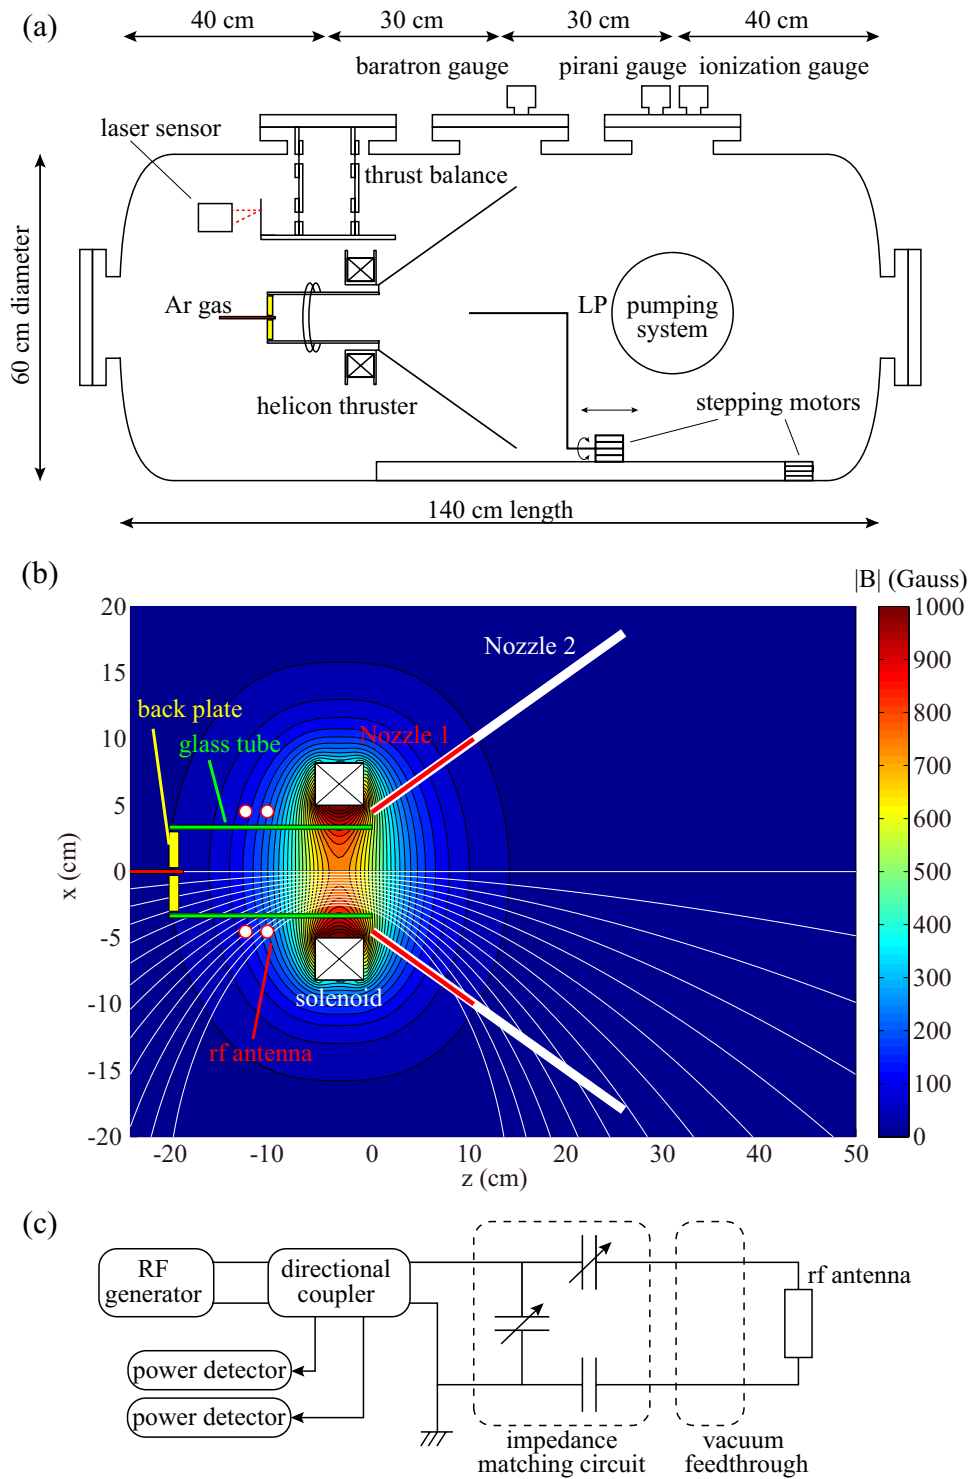 (a)
40 cm
30 cm
30 cm
40 cm
baratron gauge
pirani gauge
ionization gauge
laser sensor
thrust balance
60 cm diameter
Ar gas
LP
pumping
system
helicon thruster
stepping motors
140 cm length
(b)
|B| (Gauss)
20
15
10
5
0
-5
-10
-15
-20
x (cm)
Nozzle 2
back plate
Nozzle 1
glass tube
solenoid
rf antenna
1000
900
800
700
600
500
400
300
200
100
0
-20
-10
0
10
20
30
40
50
z (cm)
(c)
RF
generator
directional
coupler
rf antenna
power detector
power detector
impedance
matching circuit
vacuum
feedthrough